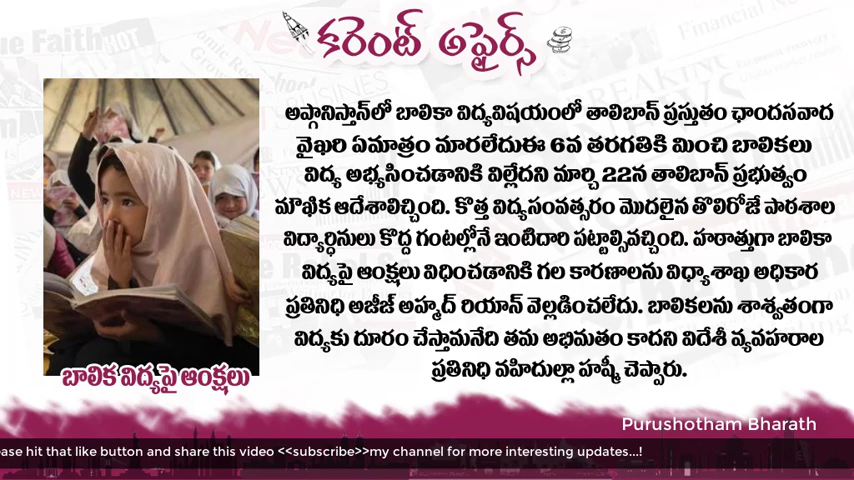 కరెంట్ అఫైర్స్
అఫ్గానిస్తాన్‌లో బాలికా విద్యవిషయంలో తాలిబాన్ ప్రస్తుతం ఛాందసవాద
వైఖరి ఏమాత్రం మారలేదుఈ 6వ తరగతికి మించి బాలికలు
విద్య అభ్యసించడానికి విల్లేదని మార్చి 22న తాలిబాన్ ప్రభుత్వం
మౌఖిక ఆదేశాలిచ్చింది. కొత్త విద్యసంవత్సరం మొదలైన తొలిరోజే పాఠశాల
విద్యార్ధినులు కొద్ద గంటల్లోనే ఇంటిదారి పట్టాల్సివచ్చింది. హఠాత్తుగా బాలికా
విద్యపై ఆంక్షలు విధించడానికి గల కారణాలను విధ్యాశాఖ అధికార
ప్రతినిధి అజీజ్ అహ్మద్ రియాన్ వెల్లడించలేదు. బాలికలను శాశ్వతంగా
విద్యకు దూరం చేస్తామనేది తమ అభిమతం కాదని విదేశీ వ్యవహారాల
ప్రతినిధి వహిదుల్లా హష్మీ చెప్పారు.
బాలిక విద్యపై ఆంక్షలు
Purushotham Bharath
ease hit that like button and share this video <<subscribe>>my channel for more interesting updates...!